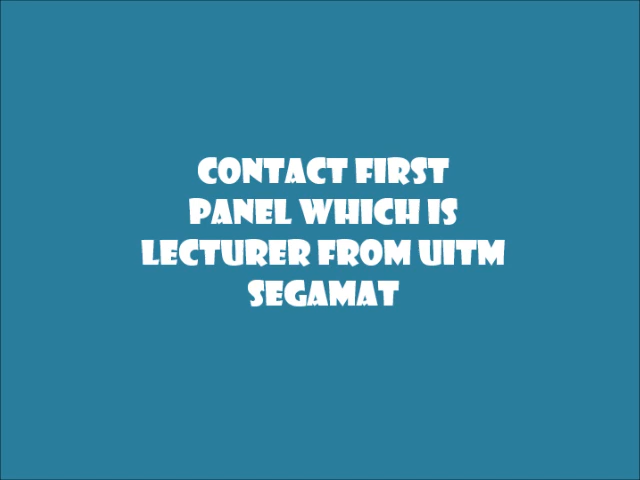 CONTACT FIRST
PANEL WHICH IS
LECTURER FROM UITM
SEGAMAT